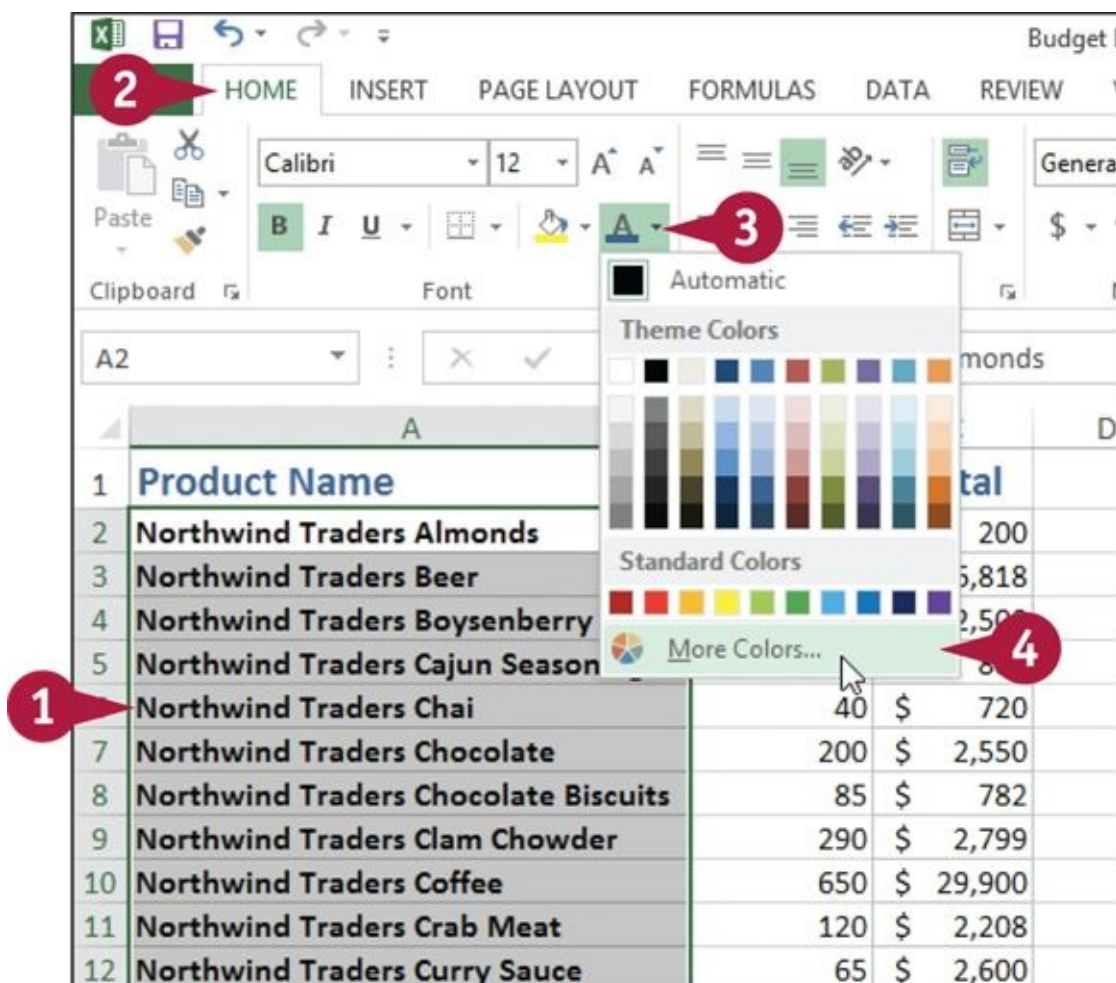 Budget
2 HOME INSERT PAGE LAYOUT FORMULAS DATA REVIEW
Calibri 12 A A ab Genera
Paste B I U A 3 $
Clipboard Font
Automatic
Theme Colors
A2 monds
A D
1 Product Name tal
2 Northwind Traders Almonds 200
Standard Colors
3 Northwind Traders Beer 5,818
4 Northwind Traders Boysenberry
More Colors... 4
5 Northwind Traders Cajun Season
1 Northwind Traders Chai 40 $ 720
7 Northwind Traders Chocolate 200 $ 2,550
8 Northwind Traders Chocolate Biscuits 85 $ 782
9 Northwind Traders Clam Chowder 290 $ 2,799
10 Northwind Traders Coffee 650 $ 29,900
11 Northwind Traders Crab Meat 120 $ 2,208
12 Northwind Traders Curry Sauce 65 $ 2,600